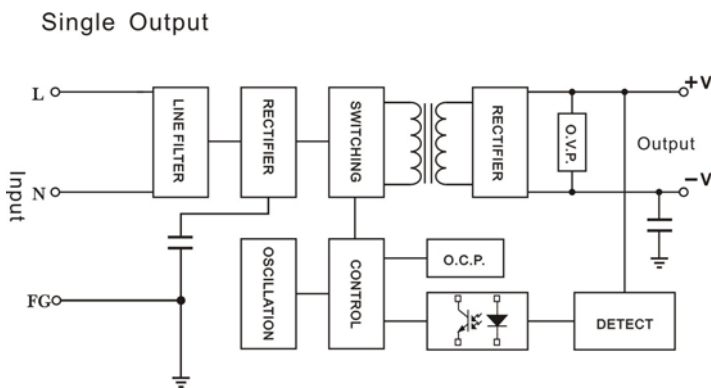 Single Output
L
N
FG
Input
LINE FILTER
RECTIFIER
SWITCHING
RECTIFIER
O.V.P.
+V
Output
-V
OSCILLATION
CONTROL
O.C.P.
DETECT